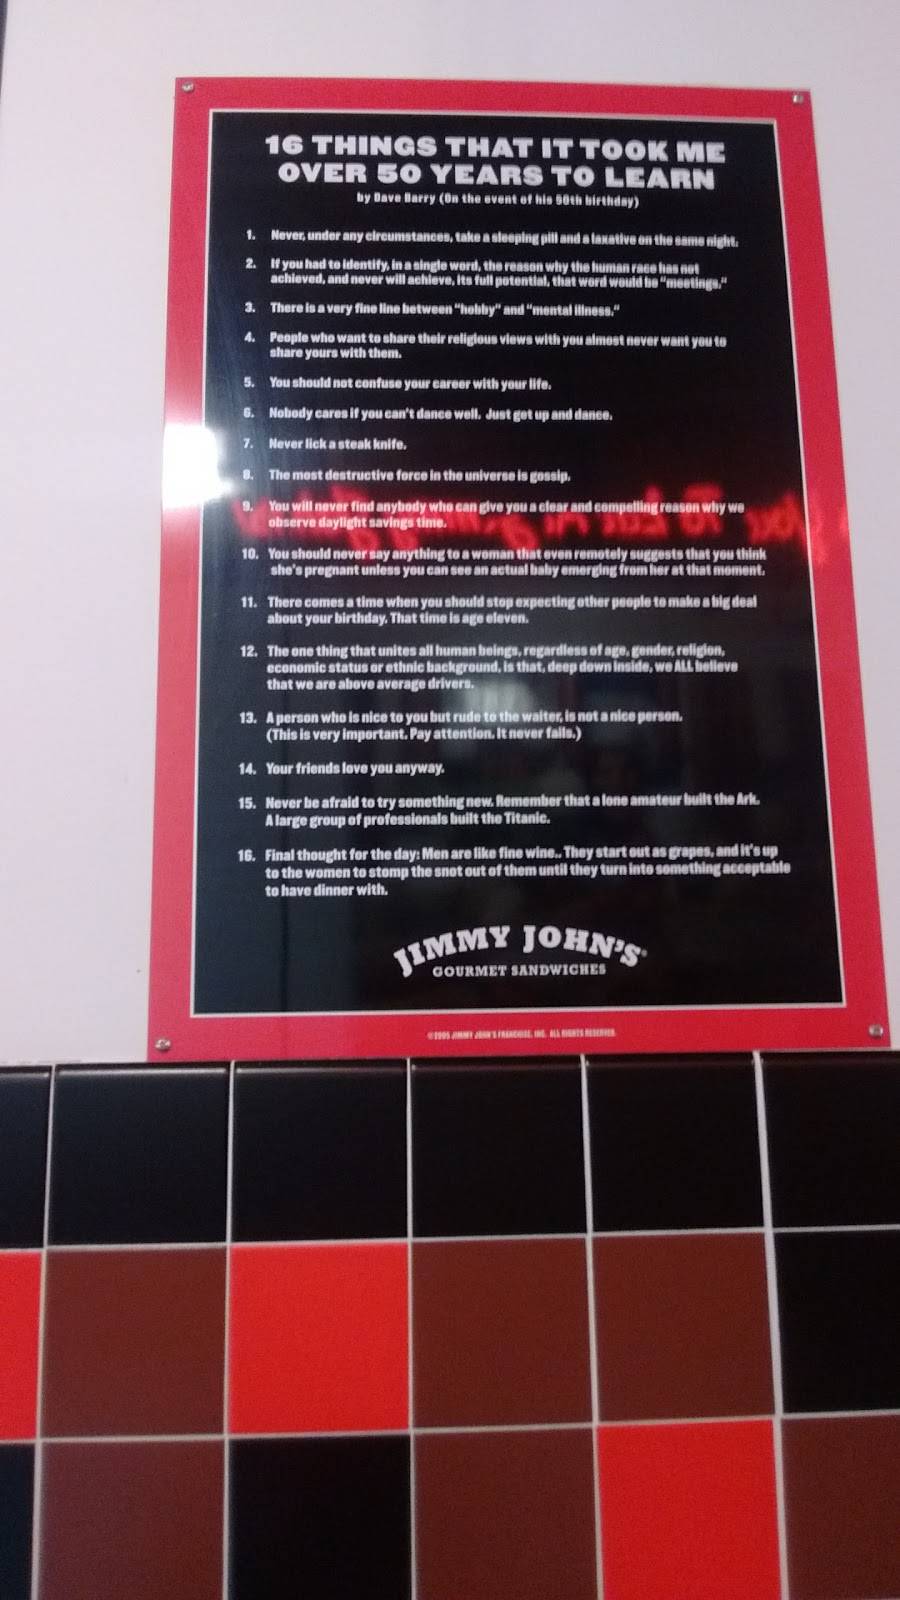 16 THINGS THAT IT TOOK ME
OVER 50 YEARS TO LEARN
by Dave Barry (On the event of his 50th birthday)
1. Never, under any circumstances, take a sleeping pill and a laxative on the same night.
2. If you had to identify, in a single word, the reason why the human race has not
achieved, and never will achieve, its full potential, that word would be "meetings."
3. There is a very fine line between "hobby" and "mental illness."
4. People who want to share their religious views with you almost never want you to
share yours with them.
5. You should not confuse your career with your life.
6. Nobody cares if you can't dance well. Just get up and dance.
7. Never lick a steak knife.
8. The most destructive force in the universe is gossip.
9. You will never find anybody who can give you a clear and compelling reason why we
observe daylight savings time.
10. You should never say anything to a woman that even remotely suggests that you think
she's pregnant unless you can see an actual baby emerging from her at that moment.
11. There comes a time when you should stop expecting other people to make a big deal
about your birthday. That time is age eleven.
12. The one thing that unites all human beings, regardless of age, gender, religion,
economic status or ethnic background, is that, deep down inside, we ALL believe
that we are above average drivers.
13. A person who is nice to you but rude to the waiter, is not a nice person.
(This is very important. Pay attention. It never fails.)
14. Your friends love you anyway.
15. Never be afraid to try something new. Remember that a lone amateur built the Ark.
A large group of professionals built the Titanic.
16. Final thought for the day: Men are like fine wine.. They start out as grapes, and it's up
to the women to stomp the snot out of them until they turn into something acceptable
to have dinner with.
JIMMY JOHN'S®
GOURMET SANDWICHES
©2005 JIMMY JOHN'S FRANCHISE, INC. ALL RIGHTS RESERVED.